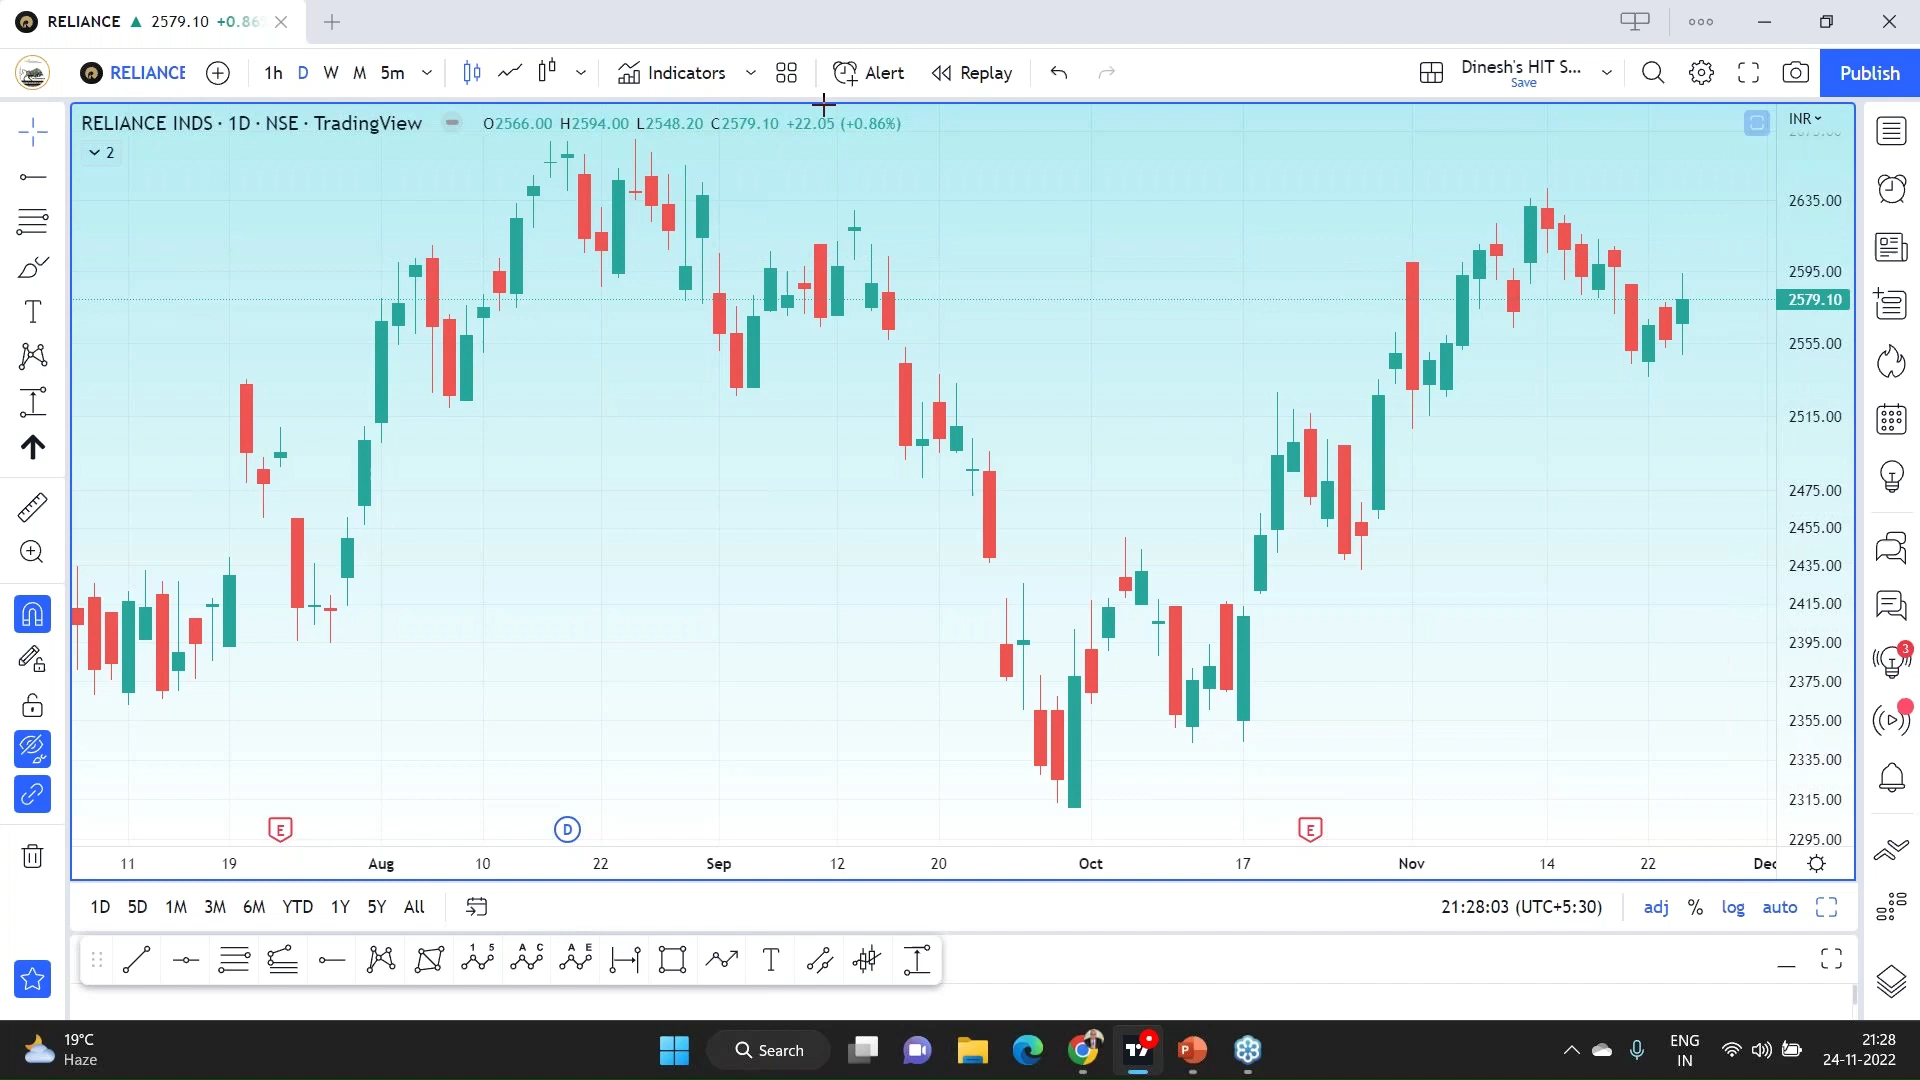 RELIANCE ▲ 2579.10 +0.86
RELIANCE 1h D W M 5m Indicators Alert Replay Dinesh's HIT S... Save Publish
RELIANCE INDS · 1D · NSE · TradingView O2566.00 H2594.00 L2548.20 C2579.10 +22.05 (+0.86%) INR
2
2635.00
2595.00
2579.10
2555.00
2515.00
2475.00
2455.00
2435.00
2415.00
2395.00
2375.00
2355.00
2335.00
2315.00
2295.00
3
E D E
11 19 Aug 10 22 Sep 12 20 Oct 17 Nov 14 22 Dec
1D 5D 1M 3M 6M YTD 1Y 5Y All 21:28:03 (UTC+5:30) adj % log auto
1 5 A C A E T
19°C
Haze
Search
ENG
IN
21:28
24-11-2022